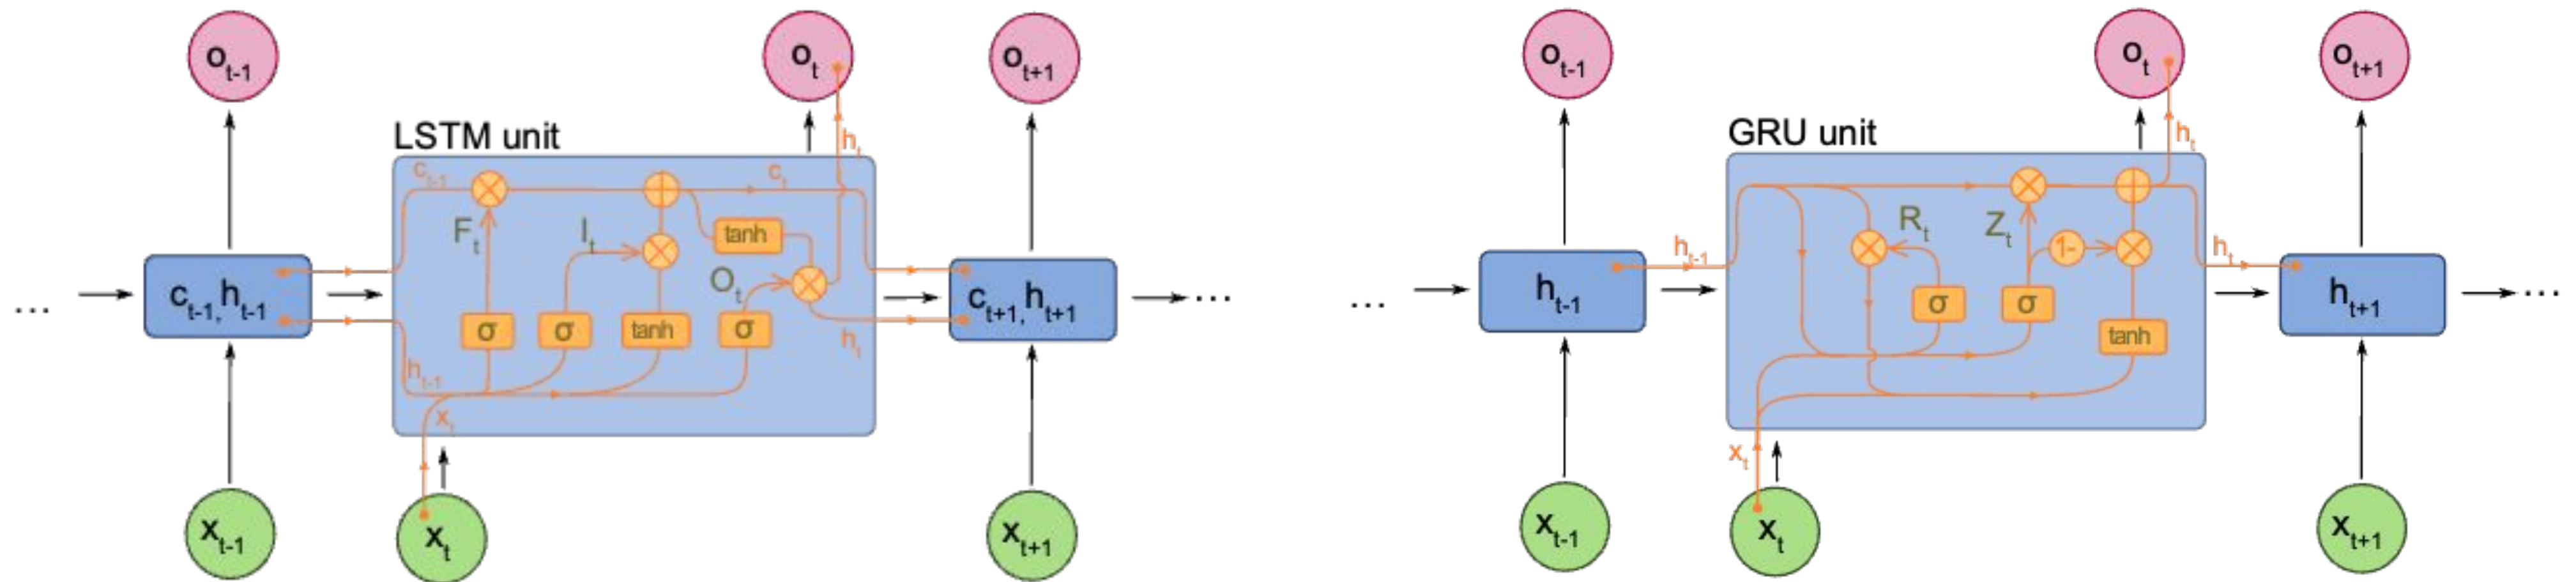 o_{t-1}
o_t
o_{t+1}
LSTM unit
c_{t-1}
c_t
h_t
F_t
I_t
tanh
O_t
...
c_{t-1}, h_{t-1}
σ
σ
tanh
σ
h_{t-1}
x_t
h_t
c_{t+1}, h_{t+1}
...
x_{t-1}
x_t
x_{t+1}
o_{t-1}
o_t
o_{t+1}
GRU unit
h_t
...
h_{t-1}
h_{t-1}
R_t
Z_t
1-
σ
σ
tanh
h_t
h_{t+1}
...
x_t
x_{t-1}
x_t
x_{t+1}